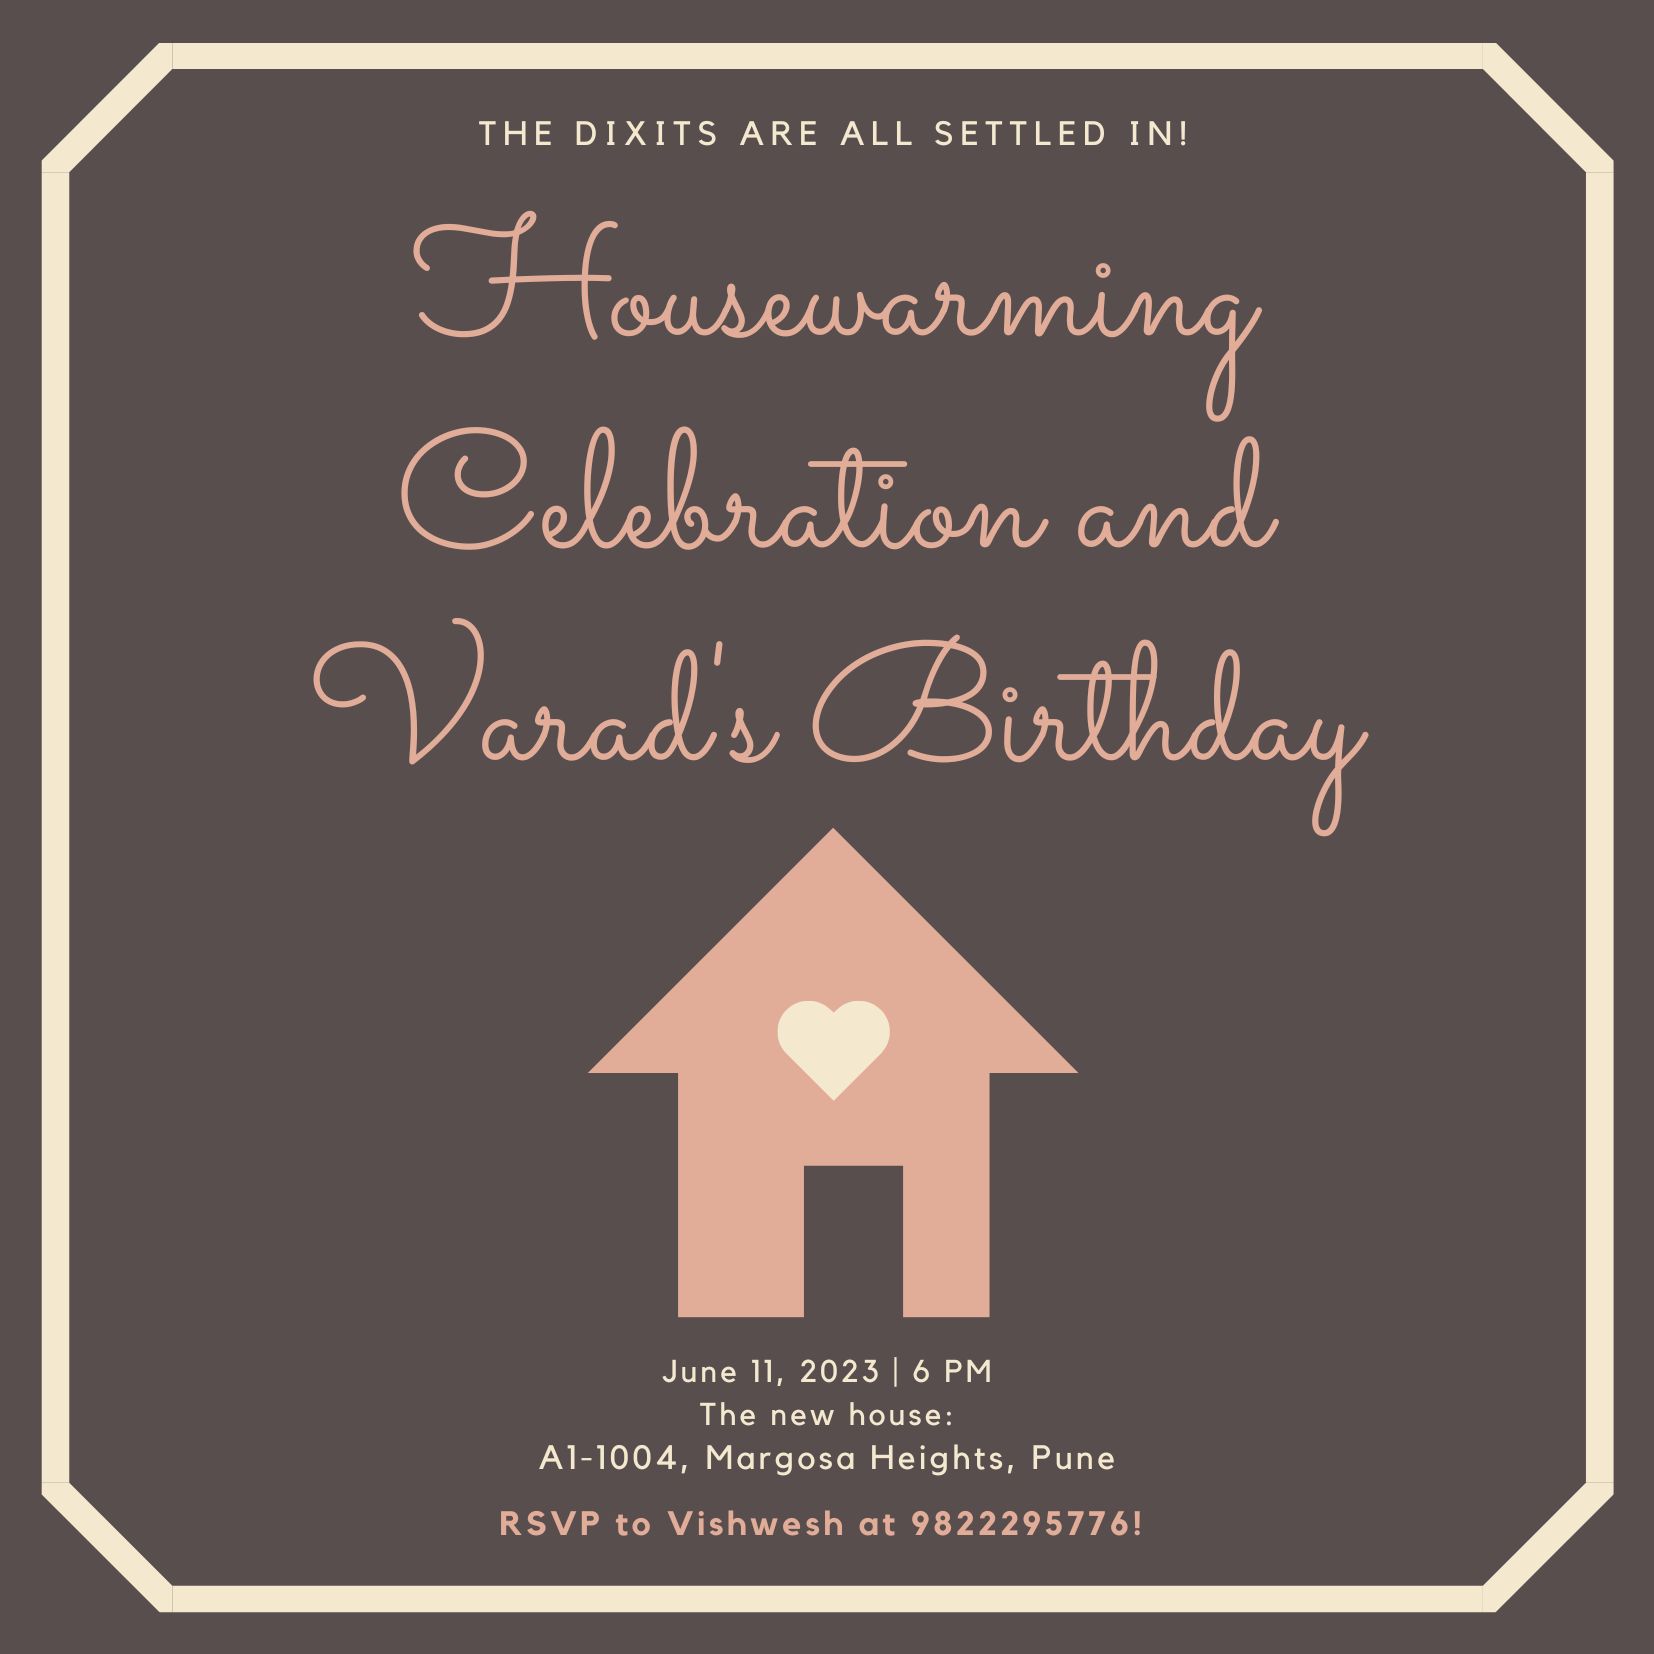 THE DIXITS ARE ALL SETTLED IN!
Housewarming
Celebration and
Varad's Birthday
June 11, 2023 | 6 PM
The new house:
A1-1004, Margosa Heights, Pune
RSVP to Vishwesh at 9822295776!